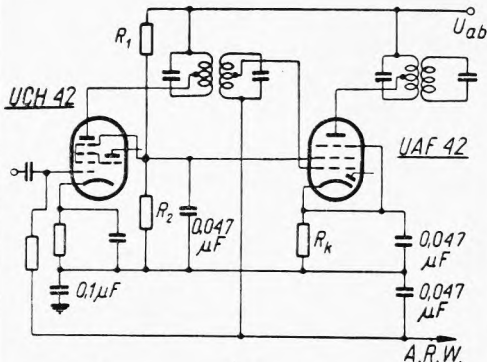 R1
Uab
UCH 42
UAF 42
R2
0,047
μF
Rk
0,047
μF
0,1μF
0,047
μF
A.R.W.